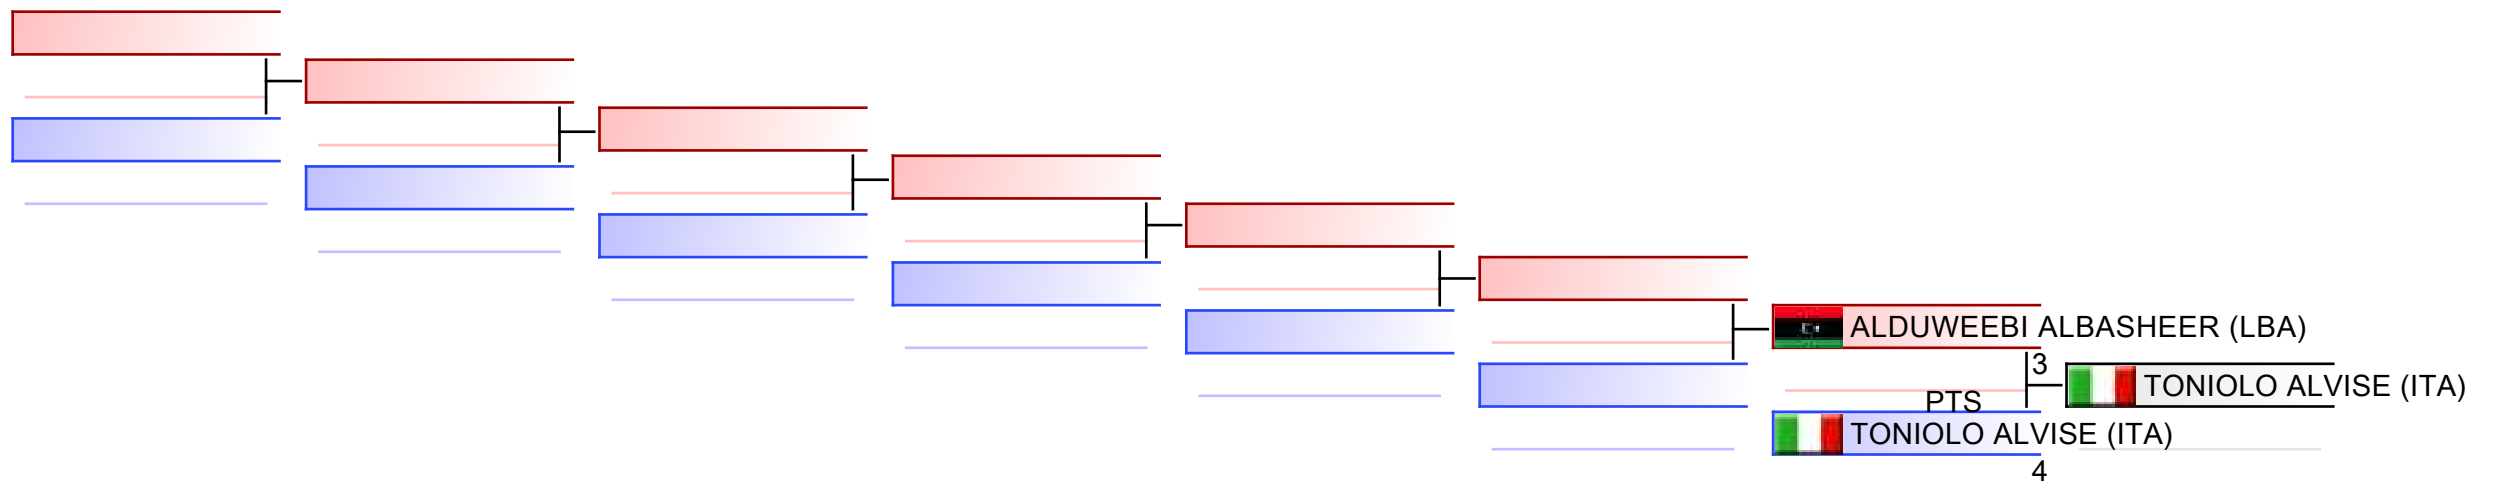 ALDUWEEBI ALBASHEER (LBA)
3
TONIOLO ALVISE (ITA)
PTS
TONIOLO ALVISE (ITA)
4